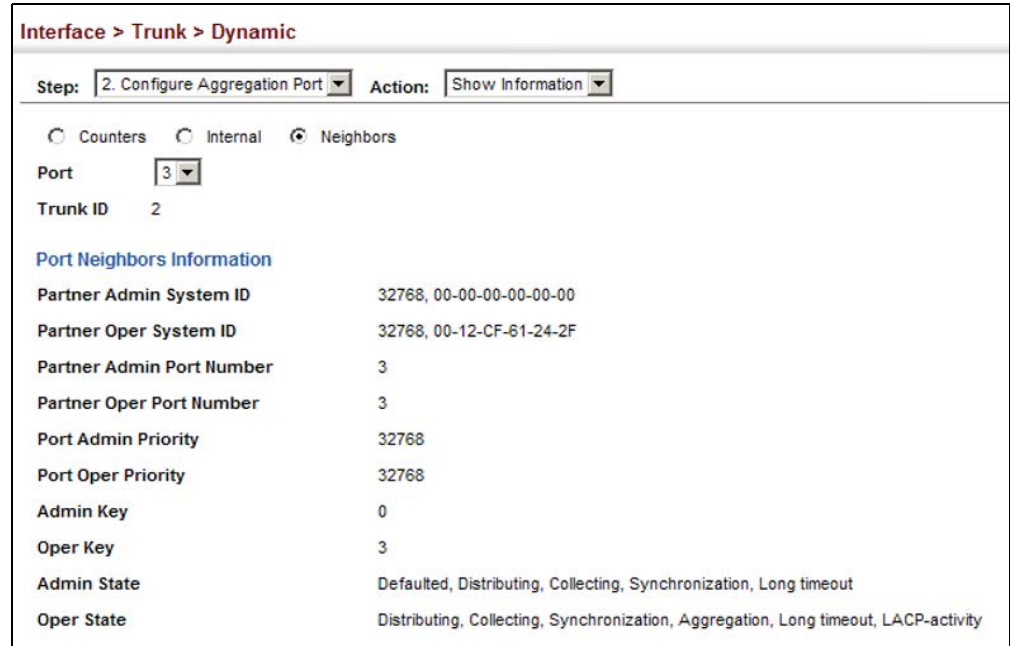 Interface > Trunk > Dynamic
Step: 2. Configure Aggregation Port Action: Show Information
Counters Internal Neighbors
Port 3
Trunk ID 2
Port Neighbors Information
Partner Admin System ID 32768, 00-00-00-00-00-00
Partner Oper System ID 32768, 00-12-CF-61-24-2F
Partner Admin Port Number 3
Partner Oper Port Number 3
Port Admin Priority 32768
Port Oper Priority 32768
Admin Key 0
Oper Key 3
Admin State Defaulted, Distributing, Collecting, Synchronization, Long timeout
Oper State Distributing, Collecting, Synchronization, Aggregation, Long timeout, LACP-activity